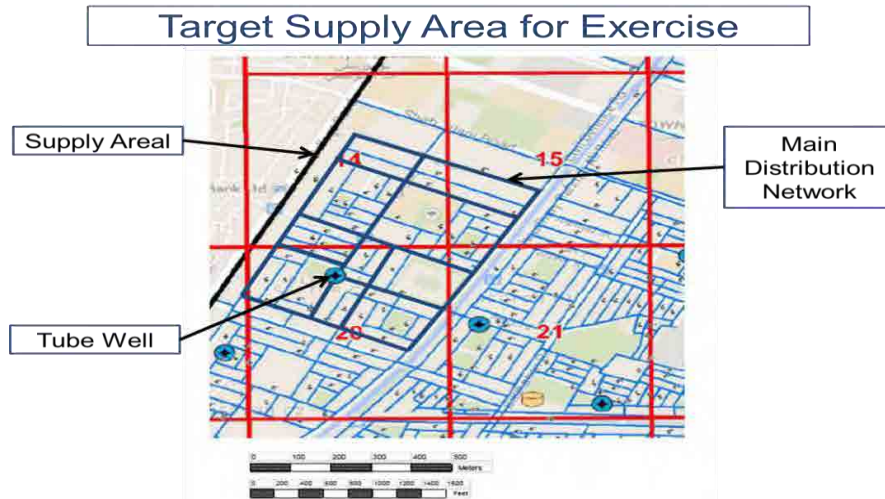 Target Supply Area for Exercise
Supply Areal
Main
Distribution
Network
Tube Well
14
15
20
21
0 100 200 300 400 500
Meters
0 200 400 600 800 1000 1200 1400 1600
Feet